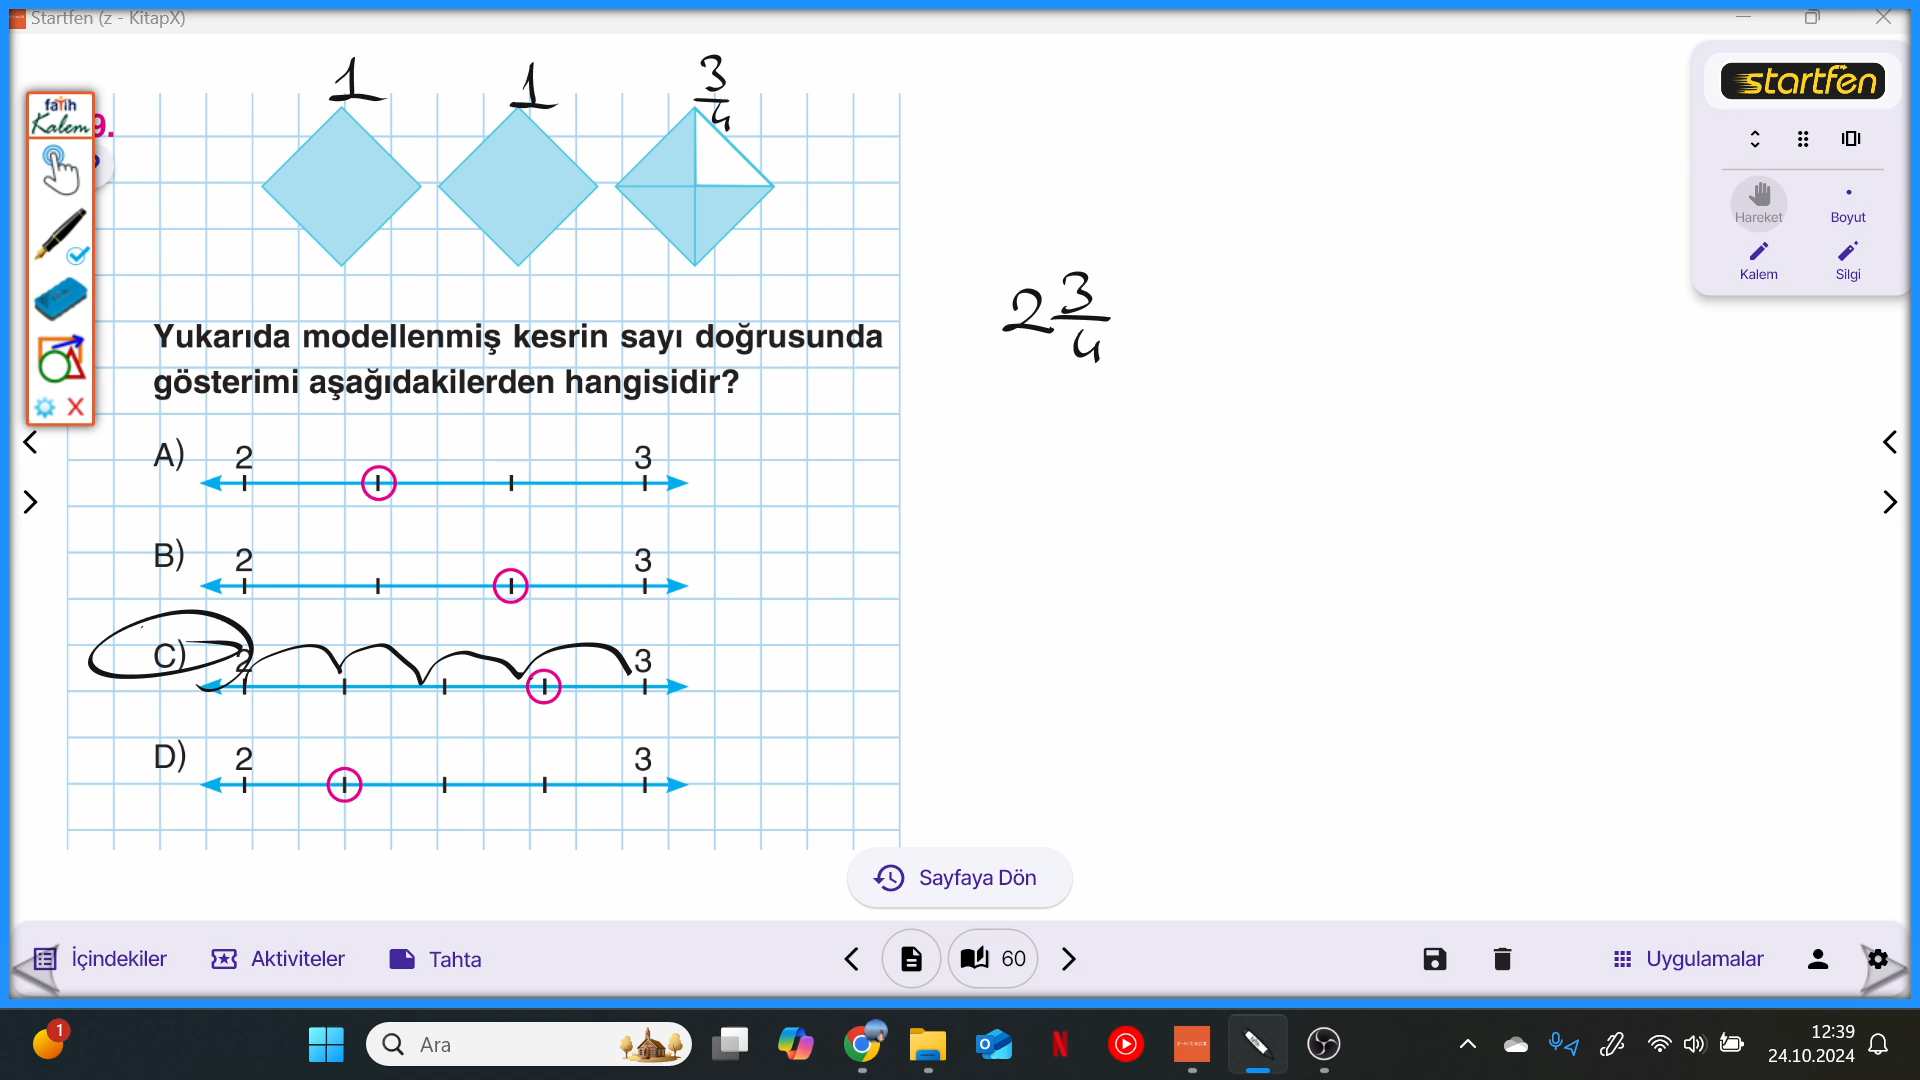 Startfen (z - KitapX)
1 1 3/4
fatih
Kalem
9.
startfen
Hareket Boyut
Kalem Silgi
2 3/4
Yukarıda modellenmiş kesrin sayı doğrusunda
gösterimi aşağıdakilerden hangisidir?
A) 2 3
B) 2 3
C) 2 3
D) 2 3
Sayfaya Dön
İçindekiler Aktiviteler Tahta 60 Uygulamalar
1 Ara 12:39
24.10.2024